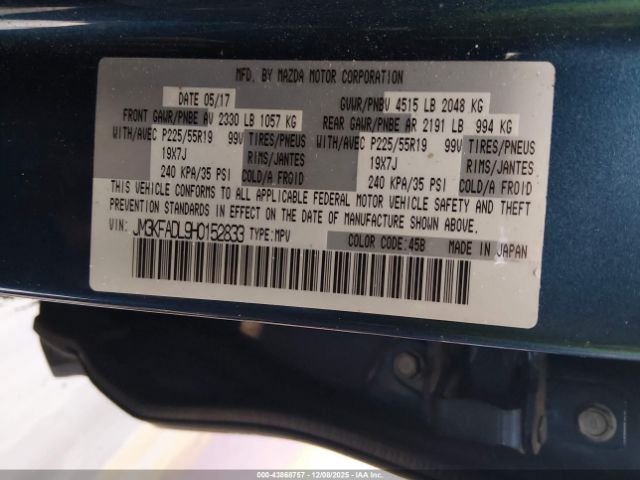 MFD. BY MAZDA MOTOR CORPORATION
DATE 05/17 GVWR/PNBV 4515 LB 2048 KG
FRONT GAWR/PNBE AV 2330 LB 1057 KG REAR GAWR/PNBE AR 2191 LB 994 KG
WITH/AVEC P225/55R19 99V TIRES/PNEUS WITH/AVEC P225/55R19 99V TIRES/PNEUS
19X7J RIMS/JANTES 19X7J RIMS/JANTES
240 KPA/35 PSI COLD/A FROID 240 KPA/35 PSI COLD/A FROID
THIS VEHICLE CONFORMS TO ALL APPLICABLE FEDERAL MOTOR VEHICLE SAFETY AND THEFT
PREVENTION STANDARDS IN EFFECT ON THE DATE OF MANUFACTURE SHOWN ABOVE.
VIN: JM3KFADL9H0152833 TYPE: MPV COLOR CODE:45B MADE IN JAPAN
000-43868757 • 12/08/2025 • IAAI.COM